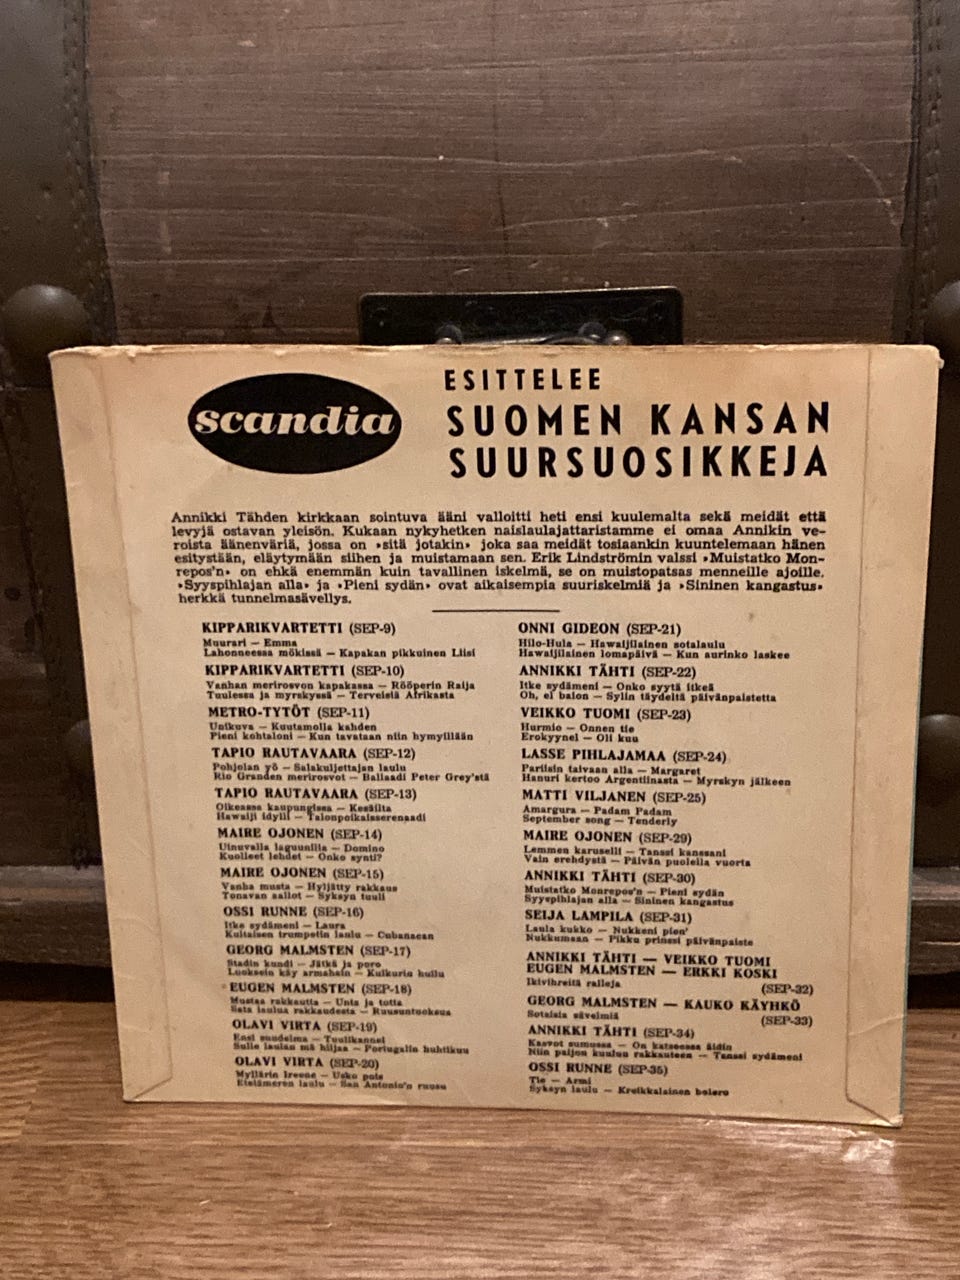 scandia
ESITTELEE
SUOMEN KANSAN
SUURSUOSIKKEJA
Annikki Tähden kirkkaan sointuva ääni valloitti heti ensi kuulemalta sekä meidät että
levyjä ostavan yleisön. Kukaan nykyhetken naislaulajattaristamme ei omaa Annikin ve-
roista äänenväriä, jossa on »sitä jotakin» joka saa meidät tosiaankin kuuntelemaan hänen
esitystään, eläytymään siihen ja muistamaan sen. Erik Lindströmin valssi »Muistatko Mon-
repos'n» on ehkä enemmän kuin tavallinen iskelmä, se on muistopatsas menneille ajoille.
»Syyspihlajan alla» ja »Pieni sydän» ovat aikaisempia suuriskelmiä ja »Sininen kangastus»
herkkä tunnelmasävellys.
KIPPARIKVARTETTI (SEP-9)
Muurari — Emma
Lahonneessa mökissä — Kapakan pikkuinen Liisi
KIPPARIKVARTETTI (SEP-10)
Vanhan merirosvon kapakassa — Rööperin Raija
Tuulessa ja myrskyssä — Terveisiä Afrikasta
METRO-TYTÖT (SEP-11)
Unikuva — Kuutamolla kahden
Pieni kohtaloni — Kun tavataan niin hymyillään
TAPIO RAUTAVAARA (SEP-12)
Pohjolan yö — Salakuljettajan laulu
Rio Granden merirosvot — Ballaadi Peter Grey'stä
TAPIO RAUTAVAARA (SEP-13)
Oikeassa kaupungissa — Kesäilta
Hawaiji idylli — Talonpoikaisserenaadi
MAIRE OJONEN (SEP-14)
Uinuvalla laguunilla — Domino
Kuolleet lehdet — Onko synti?
MAIRE OJONEN (SEP-15)
Vanha musta — Hyljätty rakkaus
Tonavan aallot — Syksyn tuuli
OSSI RUNNE (SEP-16)
Itke sydämeni — Laura
Kultaisen trumpetin laulu — Cubanacan
GEORG MALMSTEN (SEP-17)
Stadin kundi — Jätkä ja poro
Luoksein käy armahain — Kulkurin hullu
EUGEN MALMSTEN (SEP-18)
Mustaa rakkautta — Unta ja totta
Sata laulua rakkaudesta — Ruusuntuoksua
OLAVI VIRTA (SEP-19)
Ensi suudelma — Tuulikannel
Sulle laulan mä hiljaa — Portugalin huhtikuu
OLAVI VIRTA (SEP-20)
Myllärin Ireene — Usko pois
Etelämeren laulu — San Antonio'n ruusu
ONNI GIDEON (SEP-21)
Hilo-Hula — Hawaijilainen sotalaulu
Hawaijilainen lomapäivä — Kun aurinko laskee
ANNIKKI TÄHTI (SEP-22)
Itke sydämeni — Onko syytä itkeä
Oh, ei balon — Sylin täydeltä päivänpaistetta
VEIKKO TUOMI (SEP-23)
Hurmio — Onnen tie
Erokyynel — Oli kuu
LASSE PIHLAJAMAA (SEP-24)
Pariisin taivaan alla — Margaret
Hanuri kertoo Argentiinasta — Myrskyn jälkeen
MATTI VILJANEN (SEP-25)
Amargura — Padam Padam
September song — Tenderly
MAIRE OJONEN (SEP-29)
Lemmen karuselli — Tanssi kanssani
Vain erehdystä — Päivän puolella vuorta
ANNIKKI TÄHTI (SEP-30)
Muistatko Monrepos'n — Pieni sydän
Syyspihlajan alla — Sininen kangastus
SEIJA LAMPILA (SEP-31)
Laula kukko — Nukkeni pien'
Nukkumaan — Pikku prinssi päivänpaiste
ANNIKKI TÄHTI — VEIKKO TUOMI
EUGEN MALMSTEN — ERKKI KOSKI
Ikivihreitä ralleja (SEP-32)
GEORG MALMSTEN — KAUKO KÄYHKÖ
Sotaisia sävelmiä (SEP-33)
ANNIKKI TÄHTI (SEP-34)
Kasvot sumussa — On katseessa äidin
Niin paljon kuuluu rakkauteen — Tanssi sydämeni
OSSI RUNNE (SEP-35)
Tie — Armi
Syksyn laulu — Kreikkalainen bolero